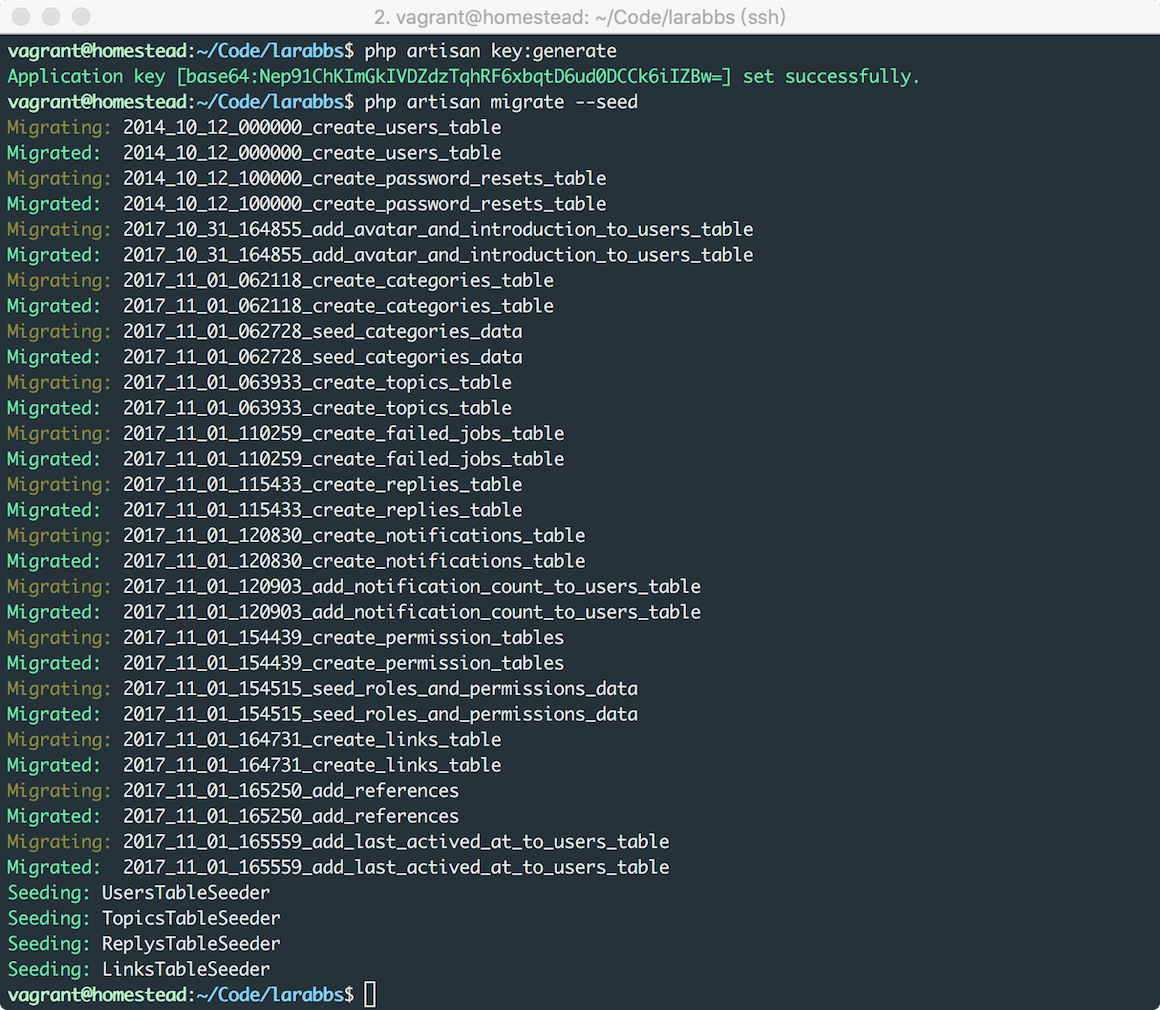 2. vagrant@homestead: ~/Code/larabbs (ssh)
vagrant@homestead:~/Code/larabbs$ php artisan key:generate
Application key [base64:Nep91ChKImGkIVDZdzTqhRF6xbqtD6ud0DCCk6iIZBw=] set successfully.
vagrant@homestead:~/Code/larabbs$ php artisan migrate --seed
Migrating: 2014_10_12_000000_create_users_table
Migrated:  2014_10_12_000000_create_users_table
Migrating: 2014_10_12_100000_create_password_resets_table
Migrated:  2014_10_12_100000_create_password_resets_table
Migrating: 2017_10_31_164855_add_avatar_and_introduction_to_users_table
Migrated:  2017_10_31_164855_add_avatar_and_introduction_to_users_table
Migrating: 2017_11_01_062118_create_categories_table
Migrated:  2017_11_01_062118_create_categories_table
Migrating: 2017_11_01_062728_seed_categories_data
Migrated:  2017_11_01_062728_seed_categories_data
Migrating: 2017_11_01_063933_create_topics_table
Migrated:  2017_11_01_063933_create_topics_table
Migrating: 2017_11_01_110259_create_failed_jobs_table
Migrated:  2017_11_01_110259_create_failed_jobs_table
Migrating: 2017_11_01_115433_create_replies_table
Migrated:  2017_11_01_115433_create_replies_table
Migrating: 2017_11_01_120830_create_notifications_table
Migrated:  2017_11_01_120830_create_notifications_table
Migrating: 2017_11_01_120903_add_notification_count_to_users_table
Migrated:  2017_11_01_120903_add_notification_count_to_users_table
Migrating: 2017_11_01_154439_create_permission_tables
Migrated:  2017_11_01_154439_create_permission_tables
Migrating: 2017_11_01_154515_seed_roles_and_permissions_data
Migrated:  2017_11_01_154515_seed_roles_and_permissions_data
Migrating: 2017_11_01_164731_create_links_table
Migrated:  2017_11_01_164731_create_links_table
Migrating: 2017_11_01_165250_add_references
Migrated:  2017_11_01_165250_add_references
Migrating: 2017_11_01_165559_add_last_actived_at_to_users_table
Migrated:  2017_11_01_165559_add_last_actived_at_to_users_table
Seeding: UsersTableSeeder
Seeding: TopicsTableSeeder
Seeding: ReplysTableSeeder
Seeding: LinksTableSeeder
vagrant@homestead:~/Code/larabbs$